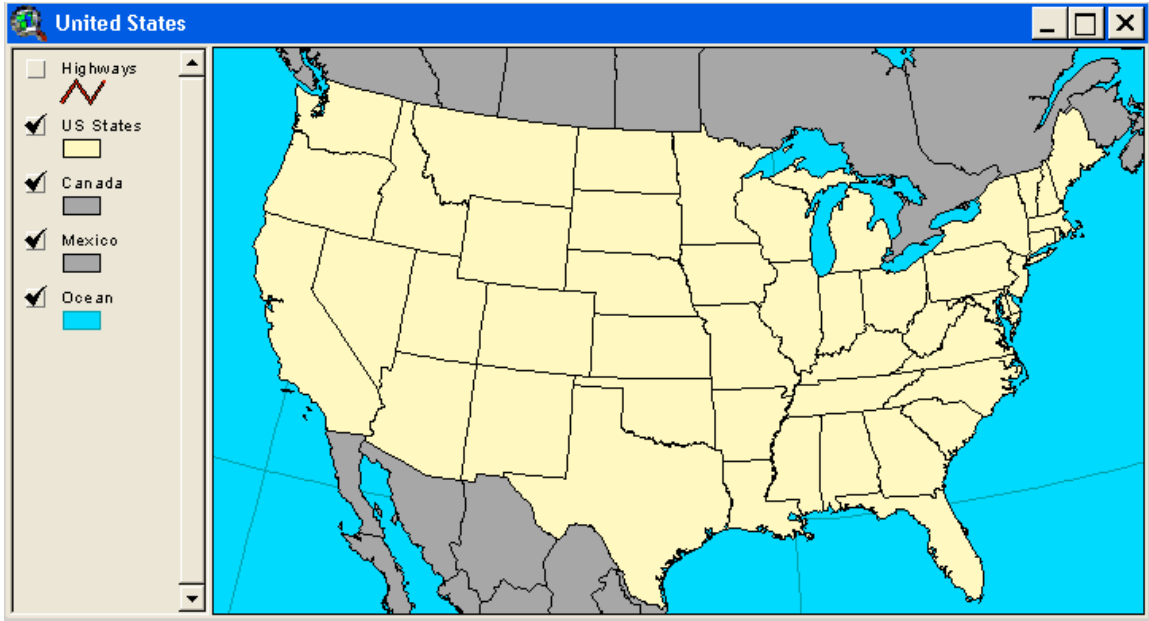 United States
Highways
US States
Canada
Mexico
Ocean